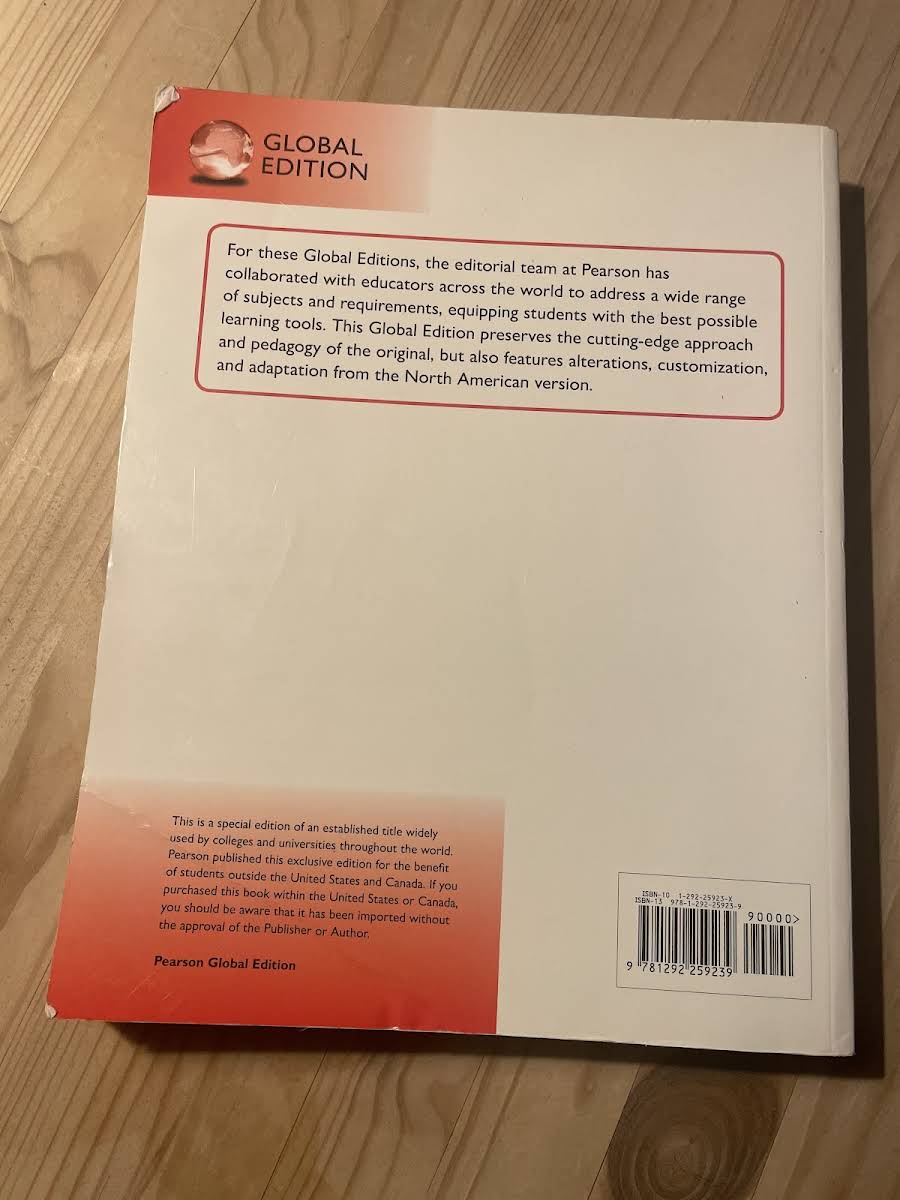 GLOBAL
EDITION
For these Global Editions, the editorial team at Pearson has
collaborated with educators across the world to address a wide range
of subjects and requirements, equipping students with the best possible
learning tools. This Global Edition preserves the cutting-edge approach
and pedagogy of the original, but also features alterations, customization,
and adaptation from the North American version.
This is a special edition of an established title widely
used by colleges and universities throughout the world.
Pearson published this exclusive edition for the benefit
of students outside the United States and Canada. If you
purchased this book within the United States or Canada,
you should be aware that it has been imported without
the approval of the Publisher or Author.
Pearson Global Edition
ISBN-10 1-292-25923-X
ISBN-13 978-1-292-25923-9
90000>
9 781292 259239